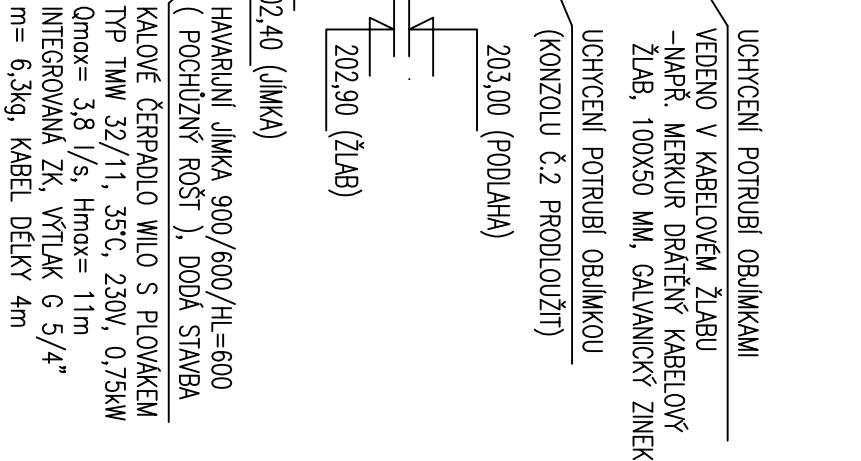 UCHYCENÍ POTRUBÍ OBJÍMKAMI
VEDENO V KABELOVÉM ŽLABU
-NAPŘ. MERKUR DRÁTĚNÝ KABELOVÝ
ŽLAB, 100X50 MM, GALVANICKÝ ZINEK
UCHYCENÍ POTRUBÍ OBJÍMKOU
(KONZOLU Č.2 PRODLOUŽIT)
203,00 (PODLAHA)
202,90 (ŽLAB)
02,40 (JÍMKA)
HAVARIJNÍ JÍMKA 900/600/HL=600
( POCHŮZNÝ ROŠT ), DODÁ STAVBA
KALOVÉ ČERPADLO WILO S PLOVÁKEM
TYP TMW 32/11, 35°C, 230V, 0,75kW
Qmax= 3,8 l/s, Hmax= 11m
INTEGROVANÁ ZK, VÝTLAK G 5/4"
m= 6,3kg, KABEL DÉLKY 4m